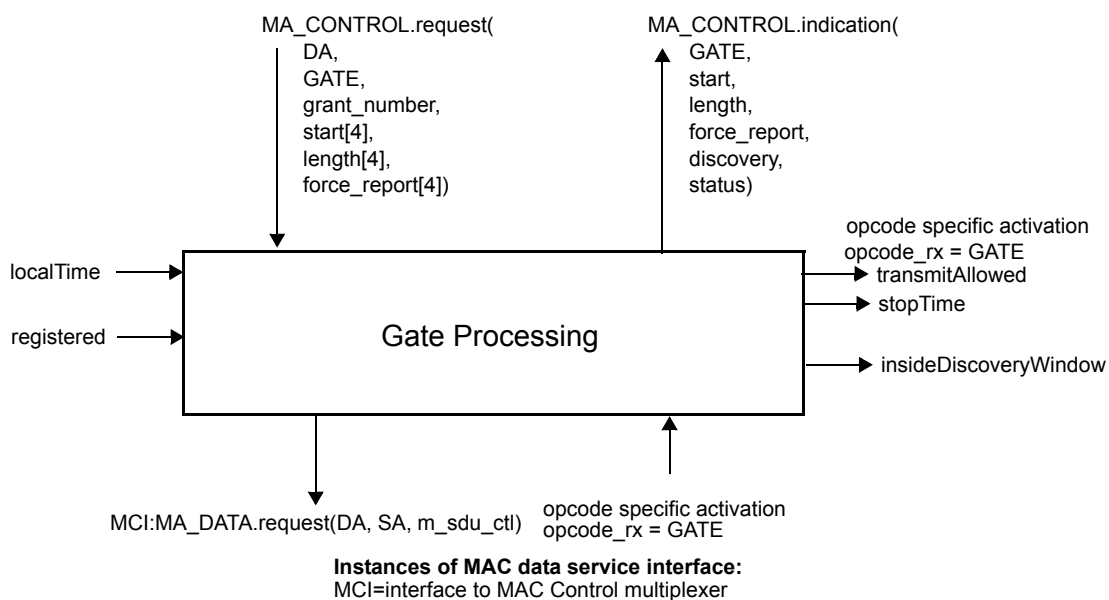 MA_CONTROL.request(
DA,
GATE,
grant_number,
start[4],
length[4],
force_report[4])
MA_CONTROL.indication(
GATE,
start,
length,
force_report,
discovery,
status)
localTime
registered
Gate Processing
opcode specific activation
opcode_rx = GATE
transmitAllowed
stopTime
insideDiscoveryWindow
MCI:MA_DATA.request(DA, SA, m_sdu_ctl)
opcode specific activation
opcode_rx = GATE
Instances of MAC data service interface:
MCI=interface to MAC Control multiplexer